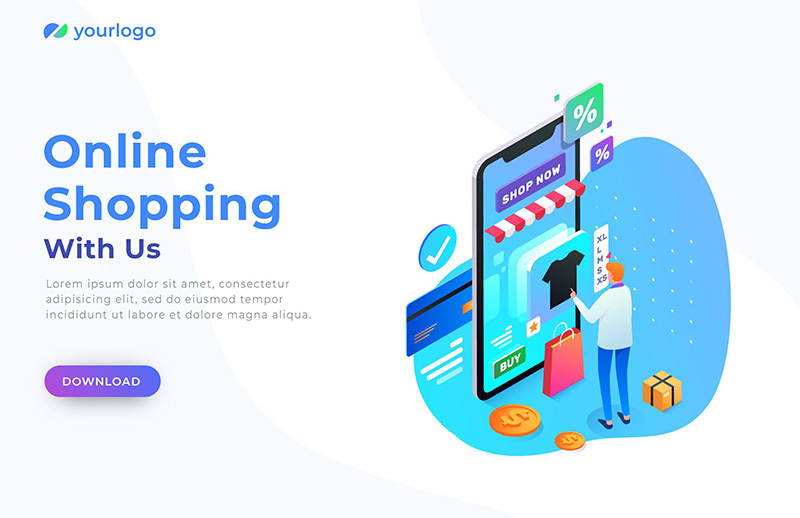 yourlogo
Online
Shopping
With Us
Lorem ipsum dolor sit amet, consectetur
adipisicing elit, sed do eiusmod tempor
incididunt ut labore et dolore magna aliqua.
DOWNLOAD
%
%
SHOP NOW
XL
L
M
S
XS
BUY
$
$